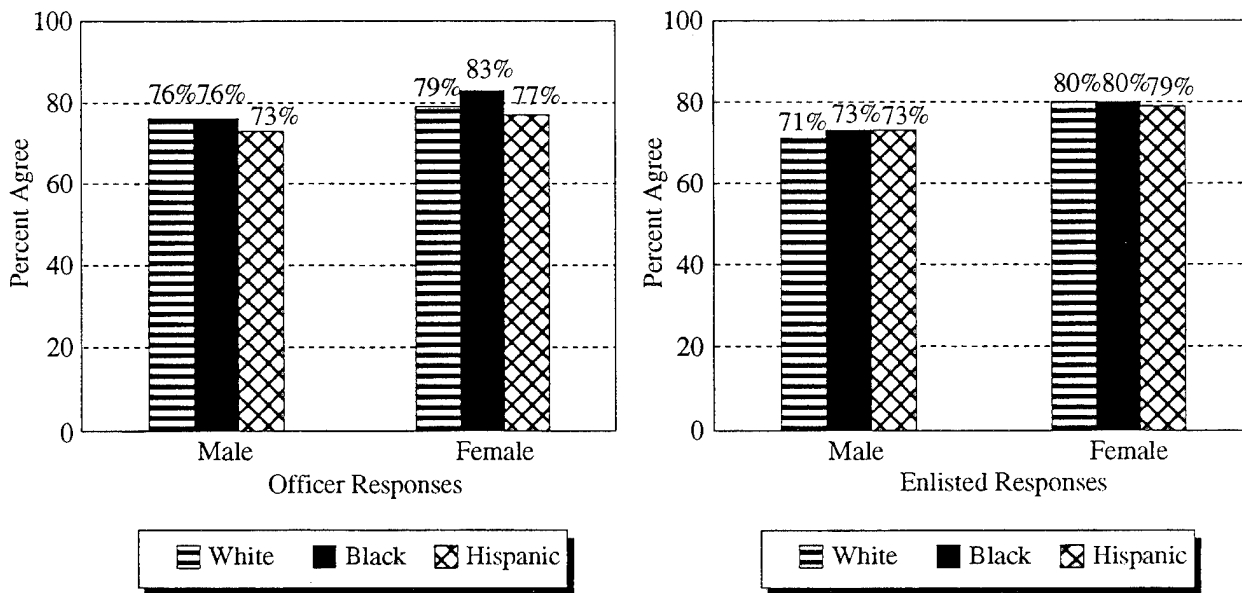 100
80
60
40
20
0
Percent Agree
76% 76% 73%
79% 83% 77%
Male Female
Officer Responses
White Black Hispanic
100
80
60
40
20
0
Percent Agree
71% 73% 73%
80% 80% 79%
Male Female
Enlisted Responses
White Black Hispanic